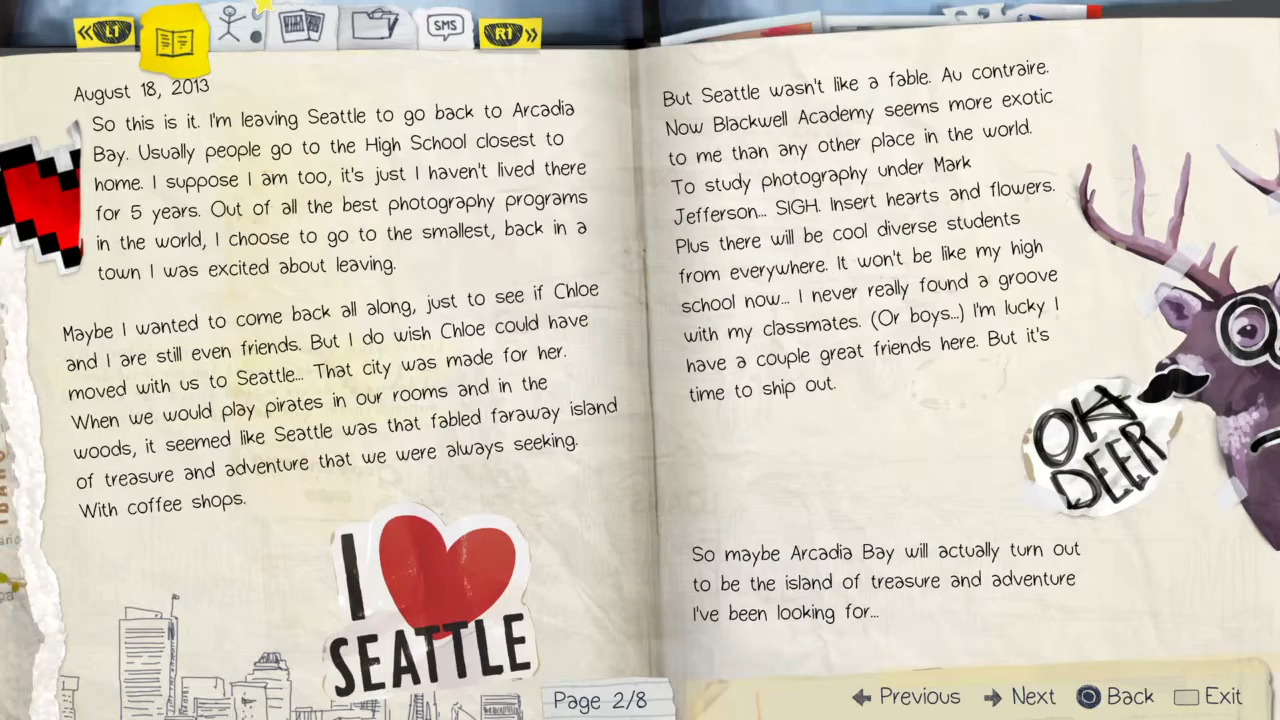 L1
SMS
R1
August 18, 2013
So this is it. I'm leaving Seattle to go back to Arcadia
Bay. Usually people go to the High School closest to
home. I suppose I am too, it's just I haven't lived there
for 5 years. Out of all the best photography programs
in the world, I choose to go to the smallest, back in a
town I was excited about leaving.
Maybe I wanted to come back all along, just to see if Chloe
and I are still even friends. But I do wish Chloe could have
moved with us to Seattle... That city was made for her.
When we would play pirates in our rooms and in the
woods, it seemed like Seattle was that fabled faraway island
of treasure and adventure that we were always seeking.
With coffee shops.
I
SEATTLE
But Seattle wasn't like a fable. Au contraire.
Now Blackwell Academy seems more exotic
to me than any other place in the world.
To study photography under Mark
Jefferson... SIGH. Insert hearts and flowers.
Plus there will be cool diverse students
from everywhere. It won't be like my high
school now... I never really found a groove
with my classmates. (Or boys...) I'm lucky I
have a couple great friends here. But it's
time to ship out.
OH
DEER
So maybe Arcadia Bay will actually turn out
to be the island of treasure and adventure
I've been looking for...
Page 2/8
Previous
Next
Back
Exit